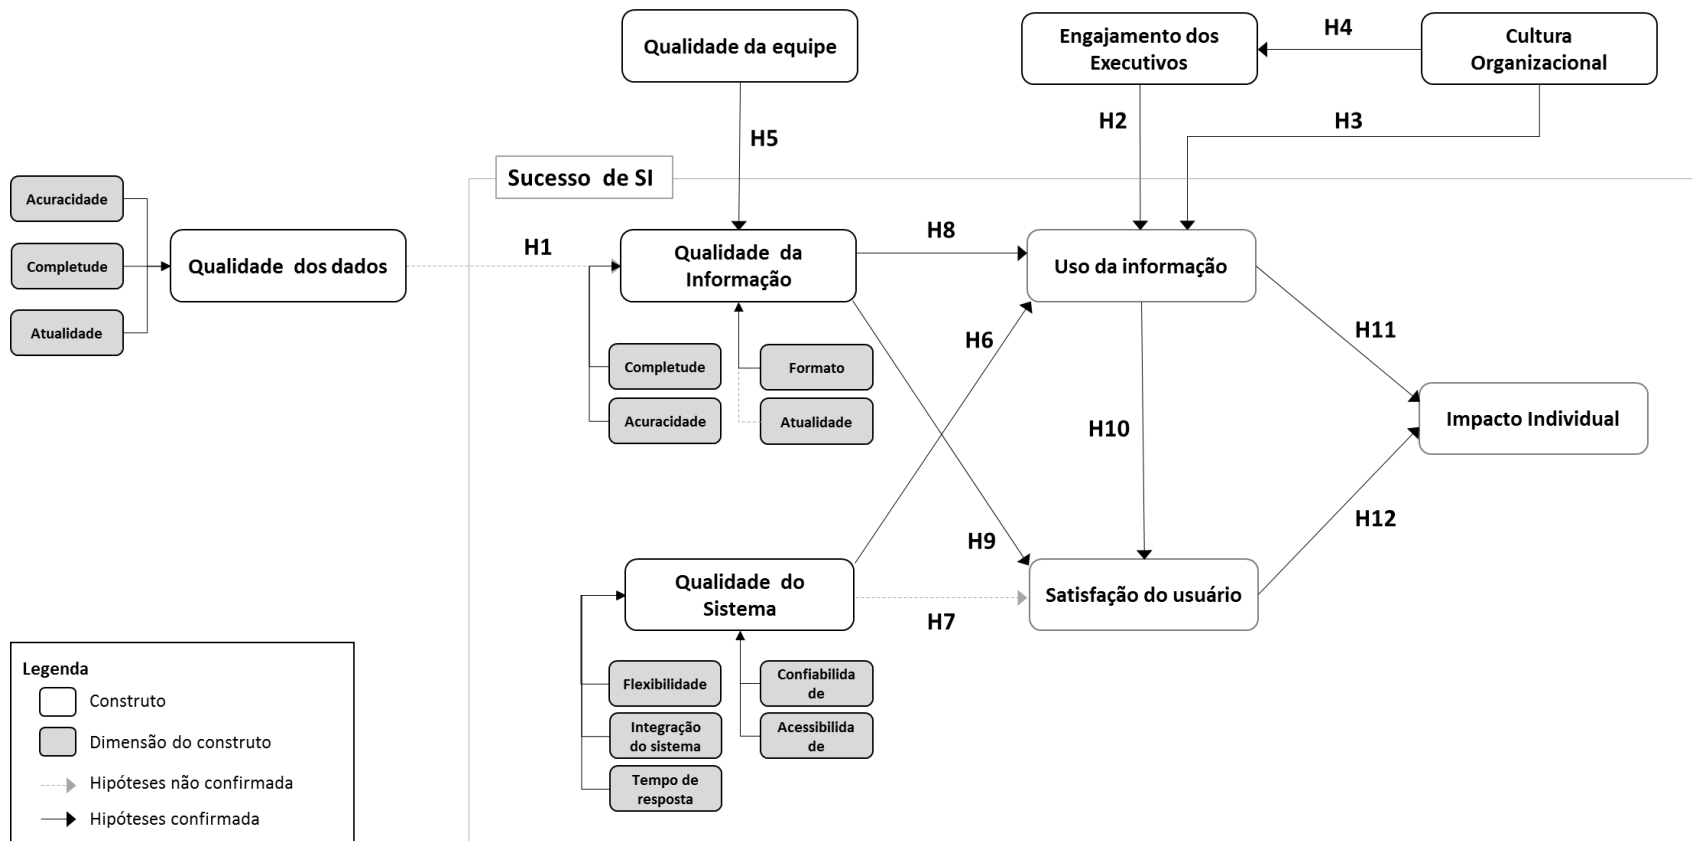 Qualidade da equipe
Engajamento dos
Executivos
H4
Cultura
Organizacional
H5
H2
H3
Sucesso de SI
Acuracidade
Completude
Atualidade
Qualidade dos dados
H1
Qualidade da
Informação
H8
Uso da informação
Completude
Formato
Acuracidade
Atualidade
H6
H11
H10
Impacto Individual
H9
H12
Qualidade do
Sistema
H7
Satisfação do usuário
Flexibilidade
Confiabilida
de
Integração
do sistema
Acessibilida
de
Tempo de
resposta
Legenda
Construto
Dimensão do construto
Hipóteses não confirmada
Hipóteses confirmada